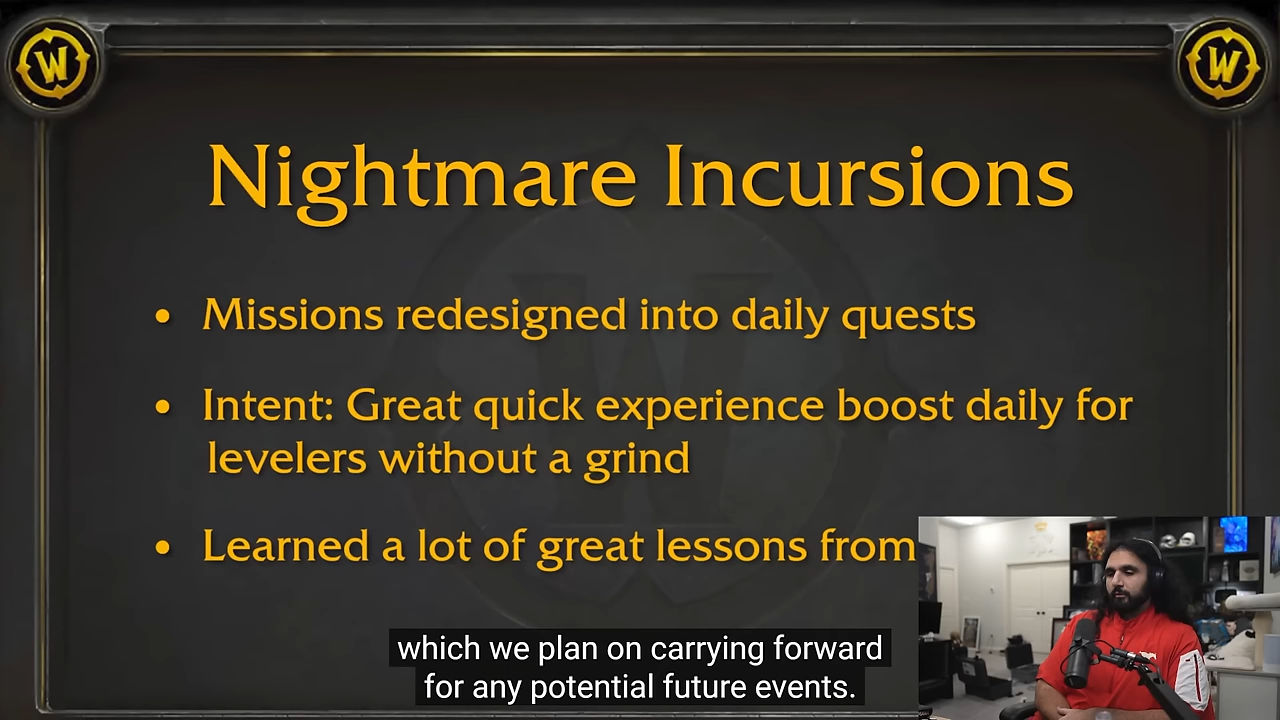 W
W
Nightmare Incursions
• Missions redesigned into daily quests
• Intent: Great quick experience boost daily for
levelers without a grind
• Learned a lot of great lessons from
which we plan on carrying forward
for any potential future events.